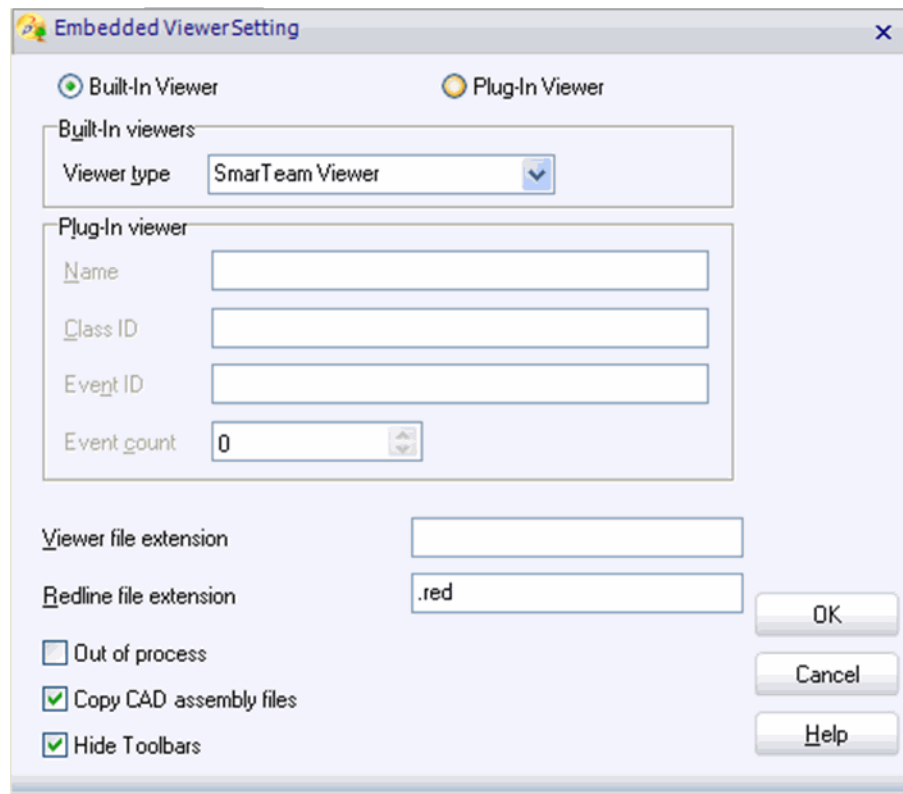 Embedded Viewer Setting
Built-In Viewer Plug-In Viewer
Built-In viewers
Viewer type SmarTeam Viewer
Plug-In viewer
Name
Class ID
Event ID
Event count 0
Viewer file extension
Redline file extension .red
OK
Out of process
Cancel
Copy CAD assembly files
Help
Hide Toolbars